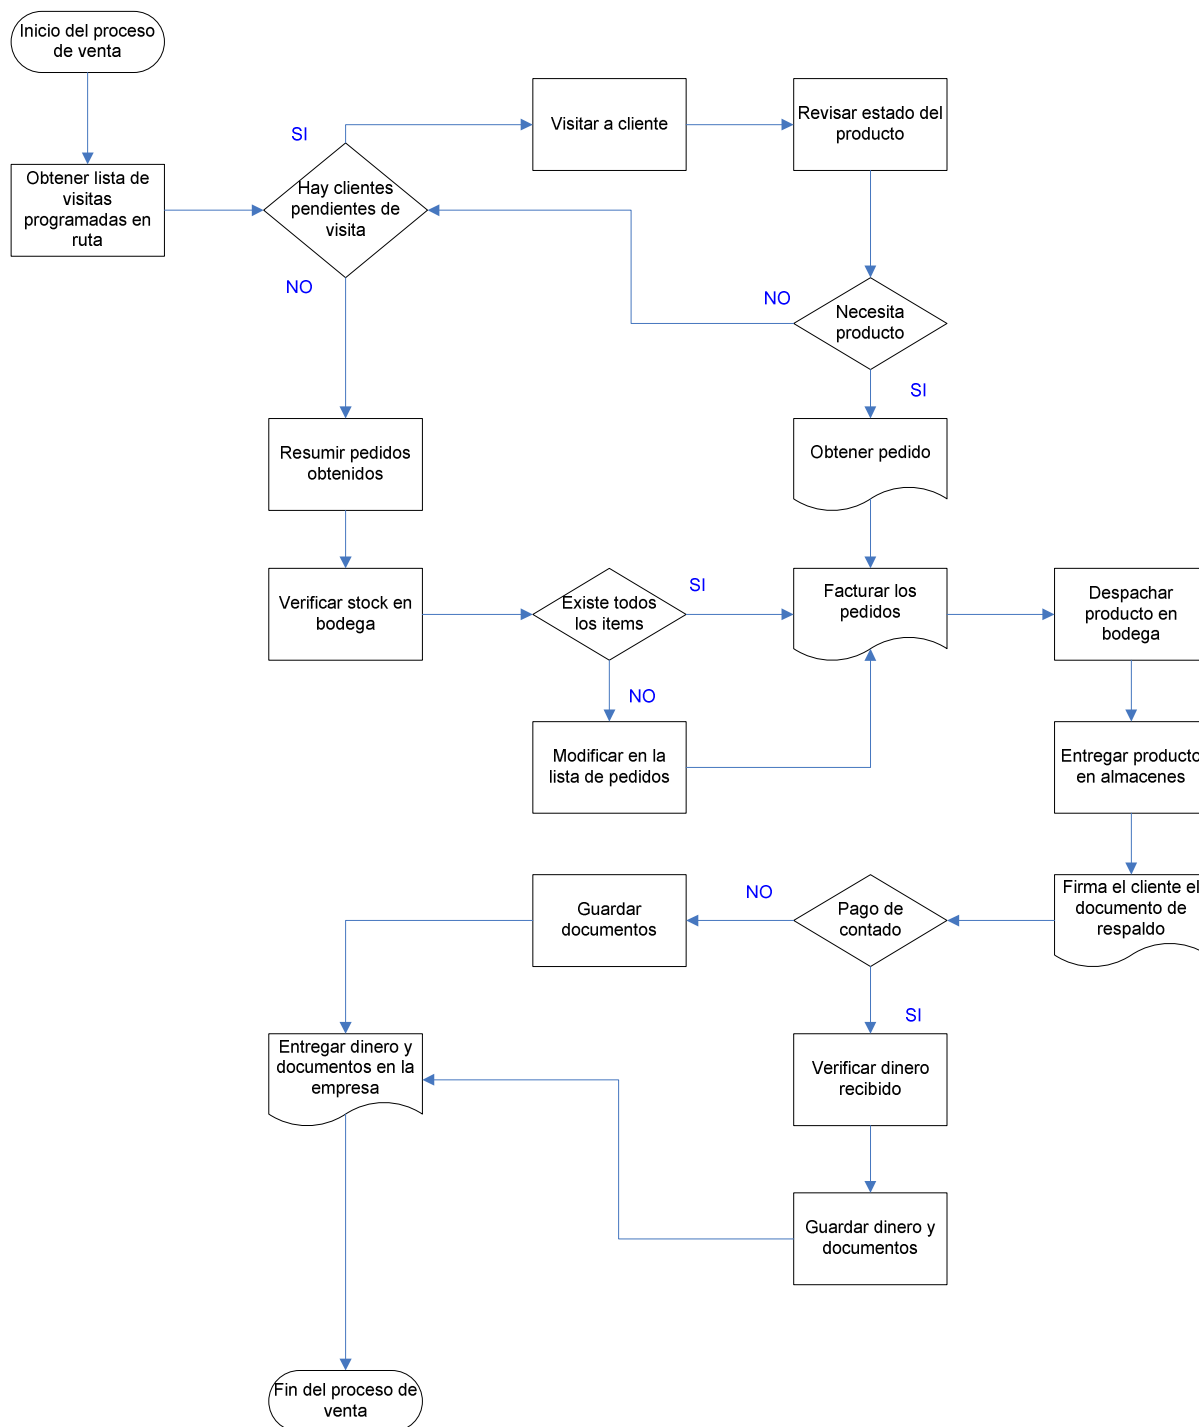 Inicio del proceso
de venta
Obtener lista de
visitas
programadas en
ruta
SI
Hay clientes
pendientes de
visita
NO
Visitar a cliente
Revisar estado del
producto
NO
Necesita
producto
SI
Obtener pedido
Resumir pedidos
obtenidos
Verificar stock en
bodega
Existe todos
los items
SI
NO
Modificar en la
lista de pedidos
Facturar los
pedidos
Despachar
producto en
bodega
Entregar producto
en almacenes
Firma el cliente el
documento de
respaldo
Pago de
contado
NO
Guardar
documentos
SI
Verificar dinero
recibido
Guardar dinero y
documentos
Entregar dinero y
documentos en la
empresa
Fin del proceso de
venta